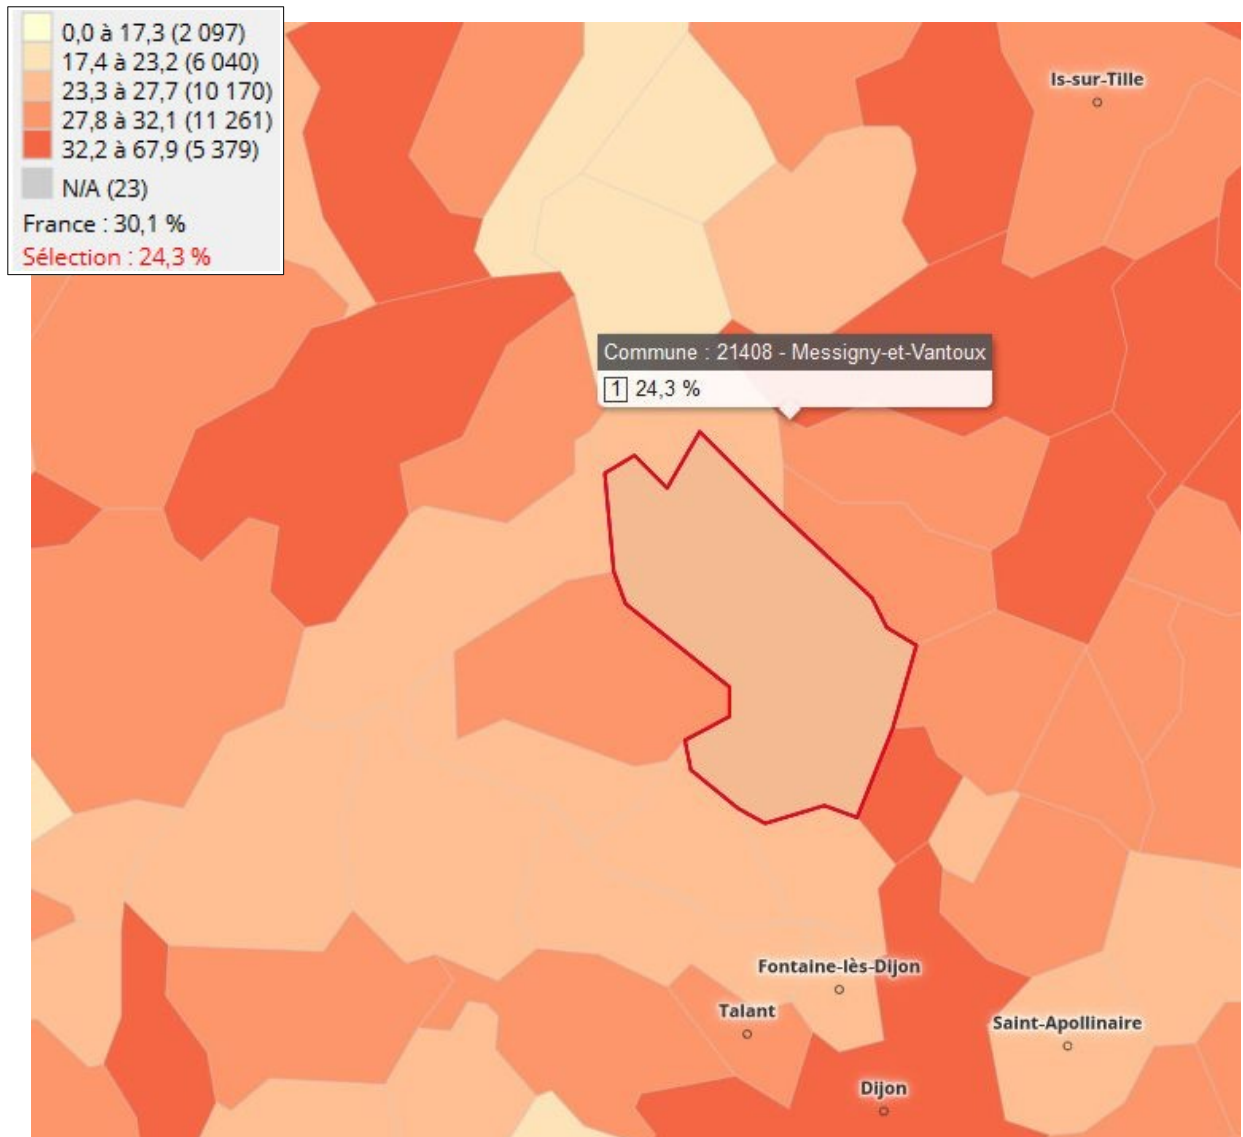 0,0 à 17,3 (2 097)
17,4 à 23,2 (6 040)
23,3 à 27,7 (10 170)
27,8 à 32,1 (11 261)
32,2 à 67,9 (5 379)
N/A (23)
France : 30,1 %
Sélection : 24,3 %
Is-sur-Tille
Commune : 21408 - Messigny-et-Vantoux
1 24,3 %
Fontaine-lès-Dijon
Talant
Saint-Apollinaire
Dijon